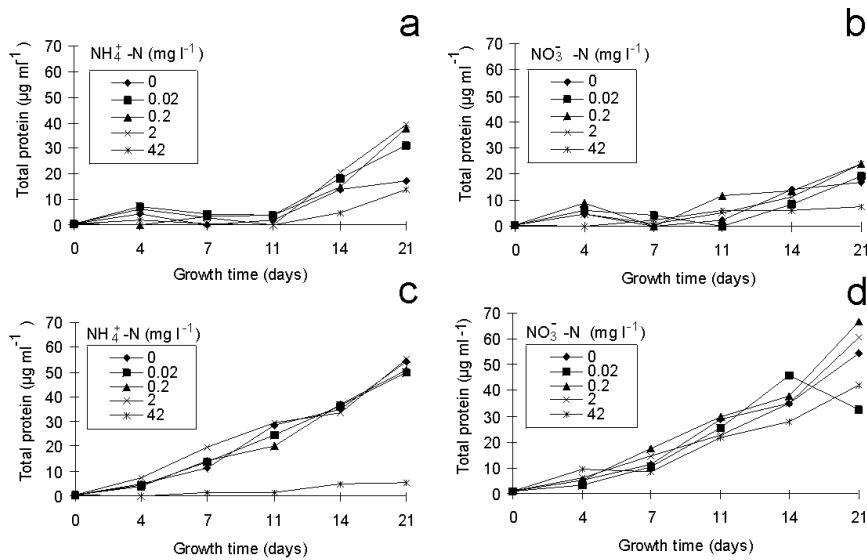 a
NH₄⁺ -N (mg l⁻¹)
0
0.02
0.2
2
42
Total protein (µg ml⁻¹)
70
60
50
40
30
20
10
0
0 4 7 11 14 21
Growth time (days)
b
NO₃⁻ -N (mg l⁻¹)
0
0.02
0.2
2
42
Total protein (µg ml⁻¹)
70
60
50
40
30
20
10
0
0 4 7 11 14 21
Growth time (days)
c
NH₄⁺ -N (mg l⁻¹)
0
0.02
0.2
2
42
Total protein (µg ml⁻¹)
70
60
50
40
30
20
10
0
0 4 7 11 14 21
Growth time (days)
d
NO₃⁻ -N (mg l⁻¹)
0
0.02
0.2
2
42
Total protein (µg ml-1)
70
60
50
40
30
20
10
0
0 4 7 11 14 21
Growth time (days)